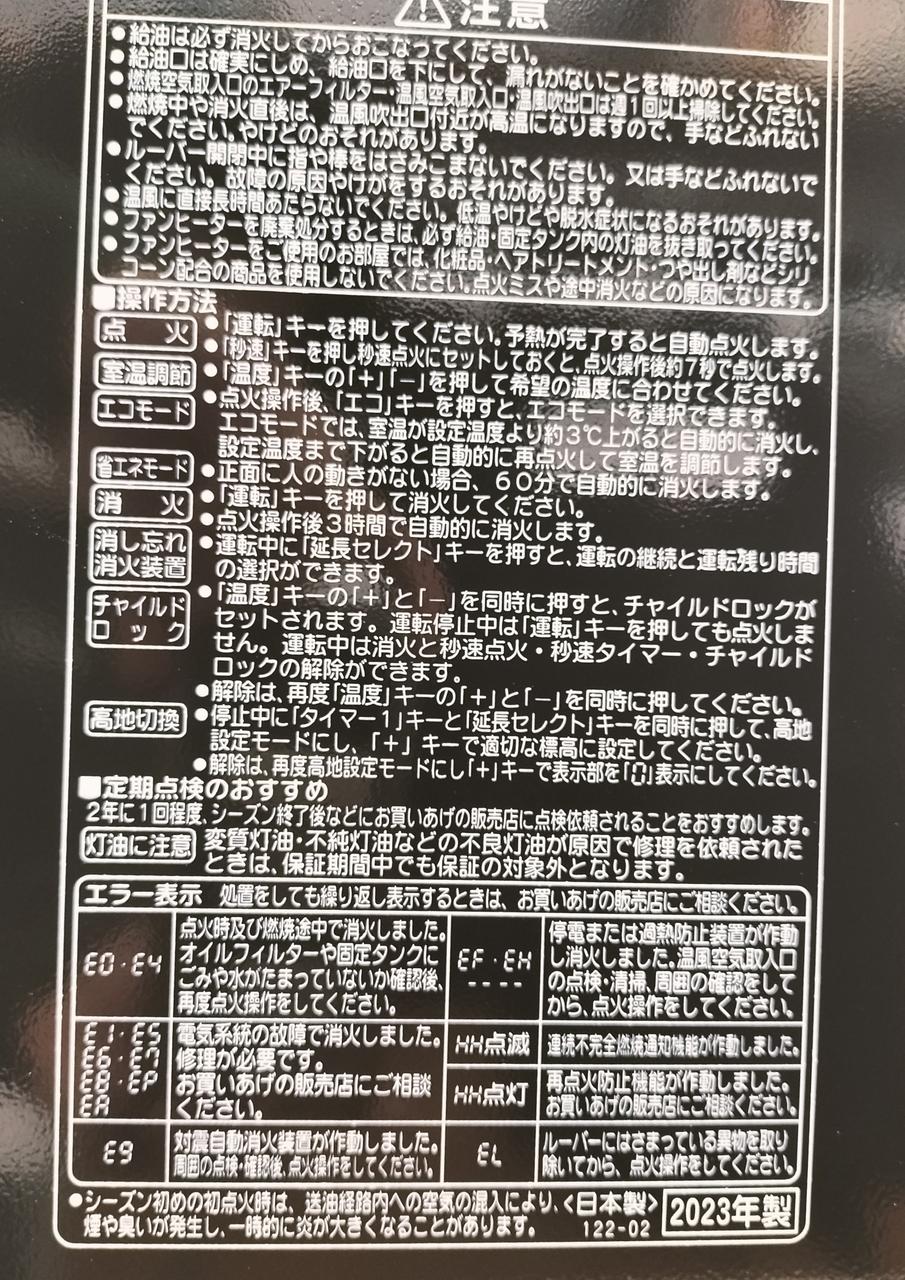 ⚠注意
●給油は必ず消火してからおこなってください。
●給油口は確実にしめ、給油口を下にして、漏れがないことを確かめてください。
●燃焼空気取入口のエアーフィルター・温風空気取入口・温風吹出口は週1回以上掃除してください。
●燃焼中や消火直後は、温風吹出口付近が高温になりますので、手などふれない
でください。やけどのおそれがあります。
●ルーバー開閉中に指や棒をはさみこまないでください。又は手などふれないで
ください。故障の原因やけがをするおそれがあります。
●温風に直接長時間あたらないでください。低温やけどや脱水症状になるおそれがあります。
●ファンヒーターを廃棄処分するときは、必ず給油・固定タンク内の灯油を抜き取ってください。
●ファンヒーターをご使用のお部屋では、化粧品・ヘアトリートメント・つや出し剤などシリ
コーン配合の商品を使用しないでください。点火ミスや途中消火などの原因になります。
■操作方法
点 火 ●「運転」キーを押してください。予熱が完了すると自動点火します。
●「秒速」キーを押し秒速点火にセットしておくと、点火操作後約7秒で点火します。
室温調節 ●「温度」キーの「+」「−」を押して希望の温度に合わせてください。
エコモード ●点火操作後、「エコ」キーを押すと、エコモードを選択できます。
エコモードでは、室温が設定温度より約3℃上がると自動的に消火し、
設定温度まで下がると自動的に再点火して室温を調節します。
省エネモード ●正面に人の動きがない場合、60分で自動的に消火します。
消 火 ●「運転」キーを押して消火してください。
消し忘れ ●点火操作後3時間で自動的に消火します。
消火装置 ●運転中に「延長セレクト」キーを押すと、運転の継続と運転残り時間
の選択ができます。
チャイルド ●「温度」キーの「+」と「−」を同時に押すと、チャイルドロックが
ロック セットされます。運転停止中は「運転」キーを押しても点火しま
せん。運転中は消火と秒速点火・秒速タイマー・チャイルド
ロックの解除ができます。
●解除は、再度「温度」キーの「+」と「−」を同時に押してください。
高地切換 ●停止中に「タイマー1」キーと「延長セレクト」キーを同時に押して、高地
設定モードにし、「+」キーで適切な標高に設定してください。
●解除は、再度高地設定モードにし「+」キーで表示部を「0」表示にしてください。
■定期点検のおすすめ
2年に1回程度、シーズン終了後などにお買いあげの販売店に点検依頼されることをおすすめします。
灯油に注意 変質灯油・不純灯油などの不良灯油が原因で修理を依頼された
ときは、保証期間中でも保証の対象外となります。
エラー表示 処置をしても繰り返し表示するときは、お買いあげの販売店にご相談ください。
E0・E4
点火時及び燃焼途中で消火しました。
オイルフィルターや固定タンクに
ごみや水がたまっていないか確認後、
再度点火操作をしてください。
EF・EH
----
停電または過熱防止装置が作動
し消火しました。温風空気取入口
の点検・清掃、周囲の確認をして
から、点火操作をしてください。
E1・E5
E6・E7
E8・EP
EA
電気系統の故障で消火しました。
修理が必要です。
お買いあげの販売店にご相談
ください。
HH点滅
連続不完全燃焼通知機能が作動しました。
HH点灯
再点火防止機能が作動しました。
お買いあげの販売店にご相談ください。
E9
対震自動消火装置が作動しました。
周囲の点検・確認後、点火操作をしてください。
EL
ルーバーにはさまっている異物を取り
除いてから、点火操作をしてください。
●シーズン初めの初点火時は、送油経路内への空気の混入により、
煙や臭いが発生し、一時的に炎が大きくなることがあります。
<日本製>
122-02
2023年製